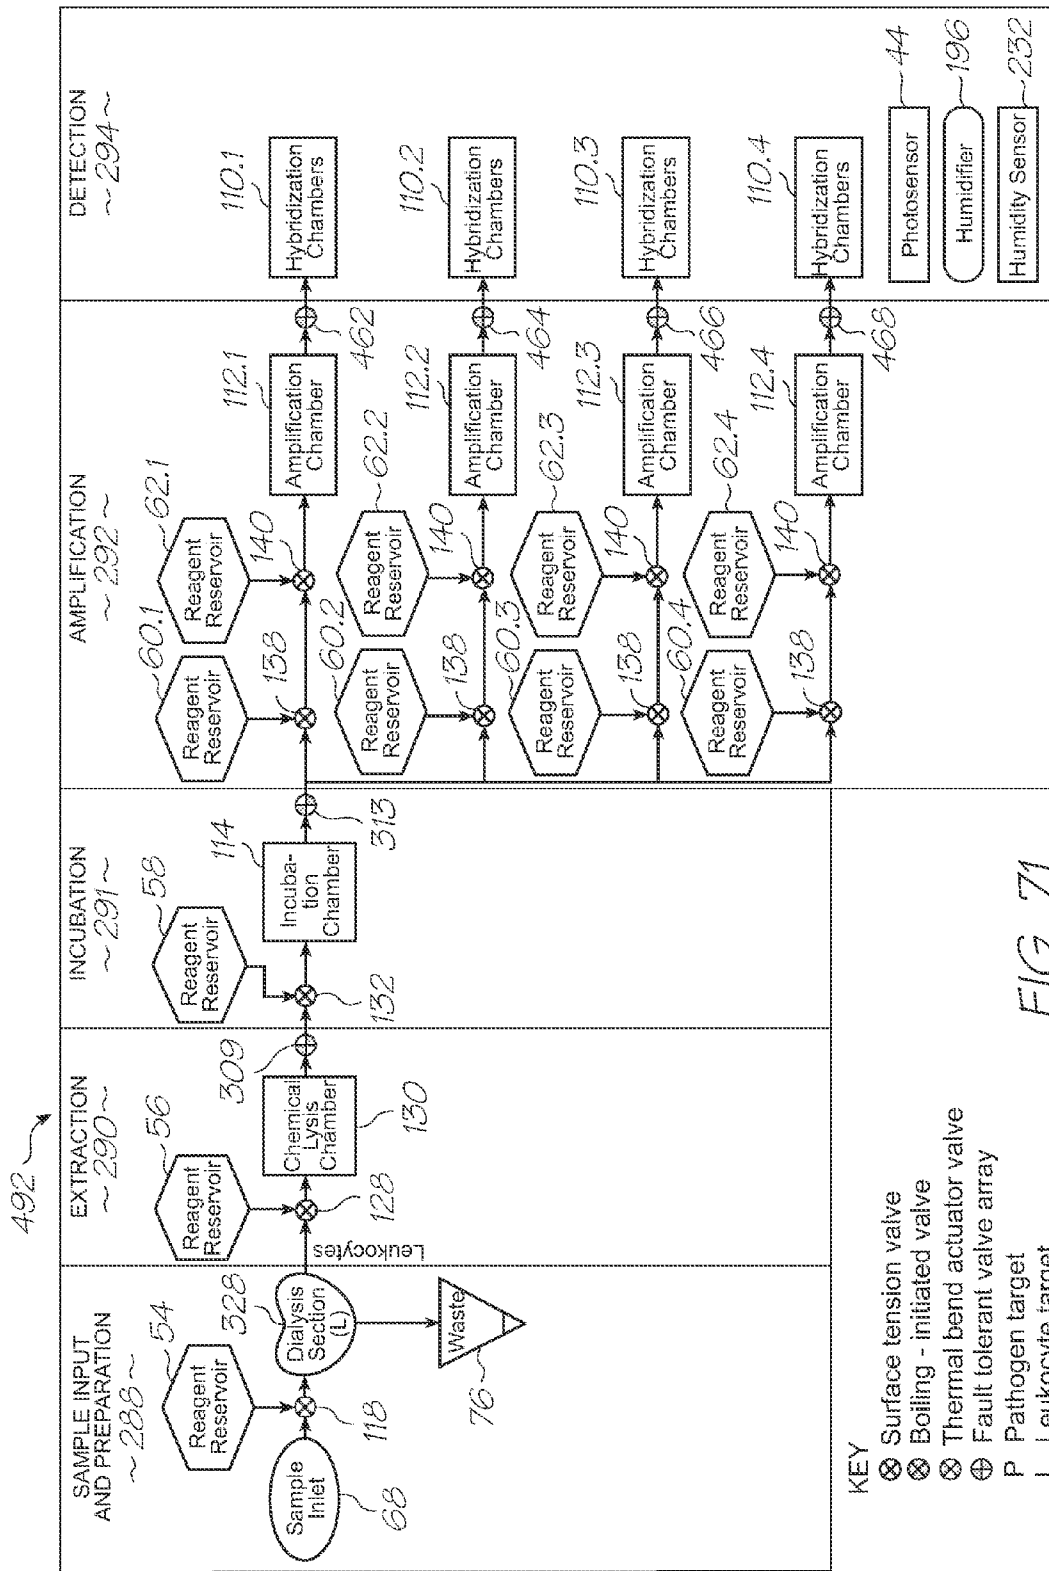 492
SAMPLE INPUT
AND PREPARATION
~ 288 ~
EXTRACTION
~ 290 ~
INCUBATION
~ 291 ~
AMPLIFICATION
~ 292 ~
DETECTION
~ 294 ~
54
Reagent
Reservoir
118
Sample
Inlet
68
328
Dialysis
Section
(L)
Waste
76
Leukocytes
56
Reagent
Reservoir
128
Chemical
Lysis
Chamber
130
309
58
Reagent
Reservoir
132
114
Incuba-
tion
Chamber
313
60.1
Reagent
Reservoir
138
62.1
Reagent
Reservoir
140
112.1
Amplification
Chamber
462
110.1
Hybridization
Chambers
60.2
Reagent
Reservoir
138
62.2
Reagent
Reservoir
140
112.2
Amplification
Chamber
464
110.2
Hybridization
Chambers
60.3
Reagent
Reservoir
138
62.3
Reagent
Reservoir
140
112.3
Amplification
Chamber
466
110.3
Hybridization
Chambers
60.4
Reagent
Reservoir
138
62.4
Reagent
Reservoir
140
112.4
Amplification
Chamber
468
110.4
Hybridization
Chambers
Photosensor
44
Humidifier
196
Humidity Sensor
232
KEY
Surface tension valve
Boiling - initiated valve
Thermal bend actuator valve
Fault tolerant valve array
P Pathogen target
L Leukocyte target
FIG. 71